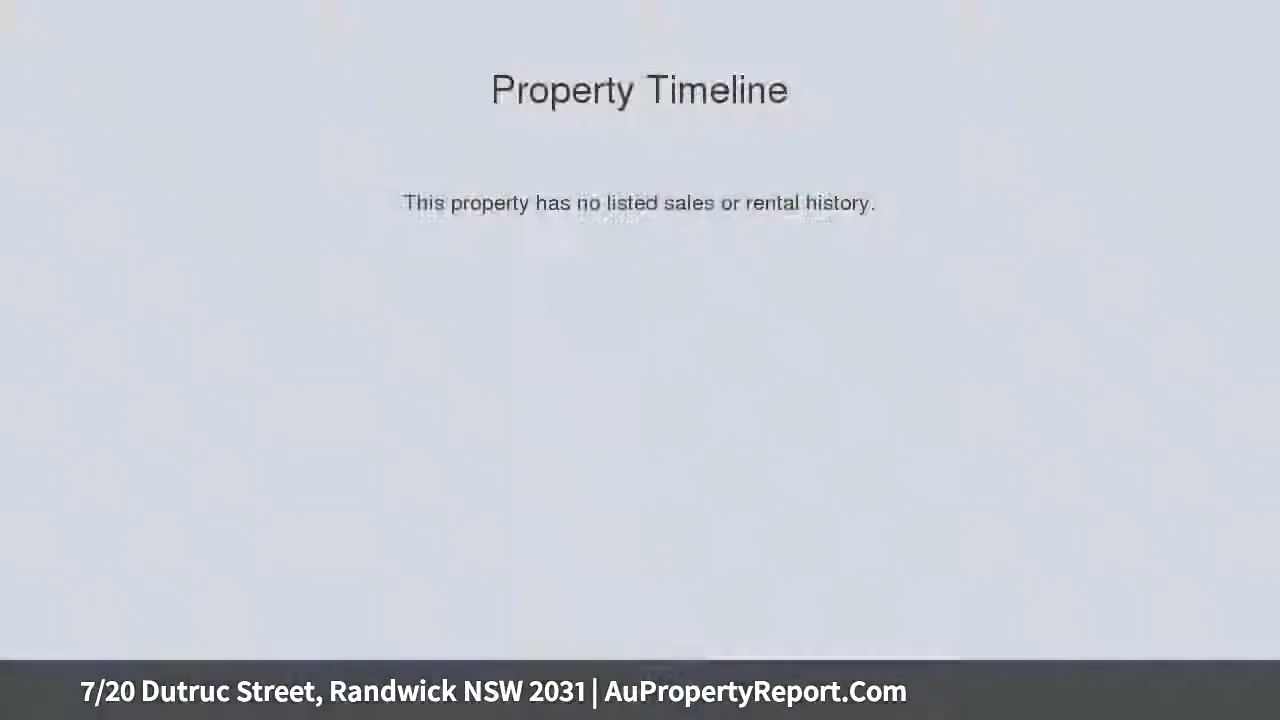 Property Timeline
This property has no listed sales or rental history.
7/20 Dutruc Street, Randwick NSW 2031 | AuPropertyReport.Com